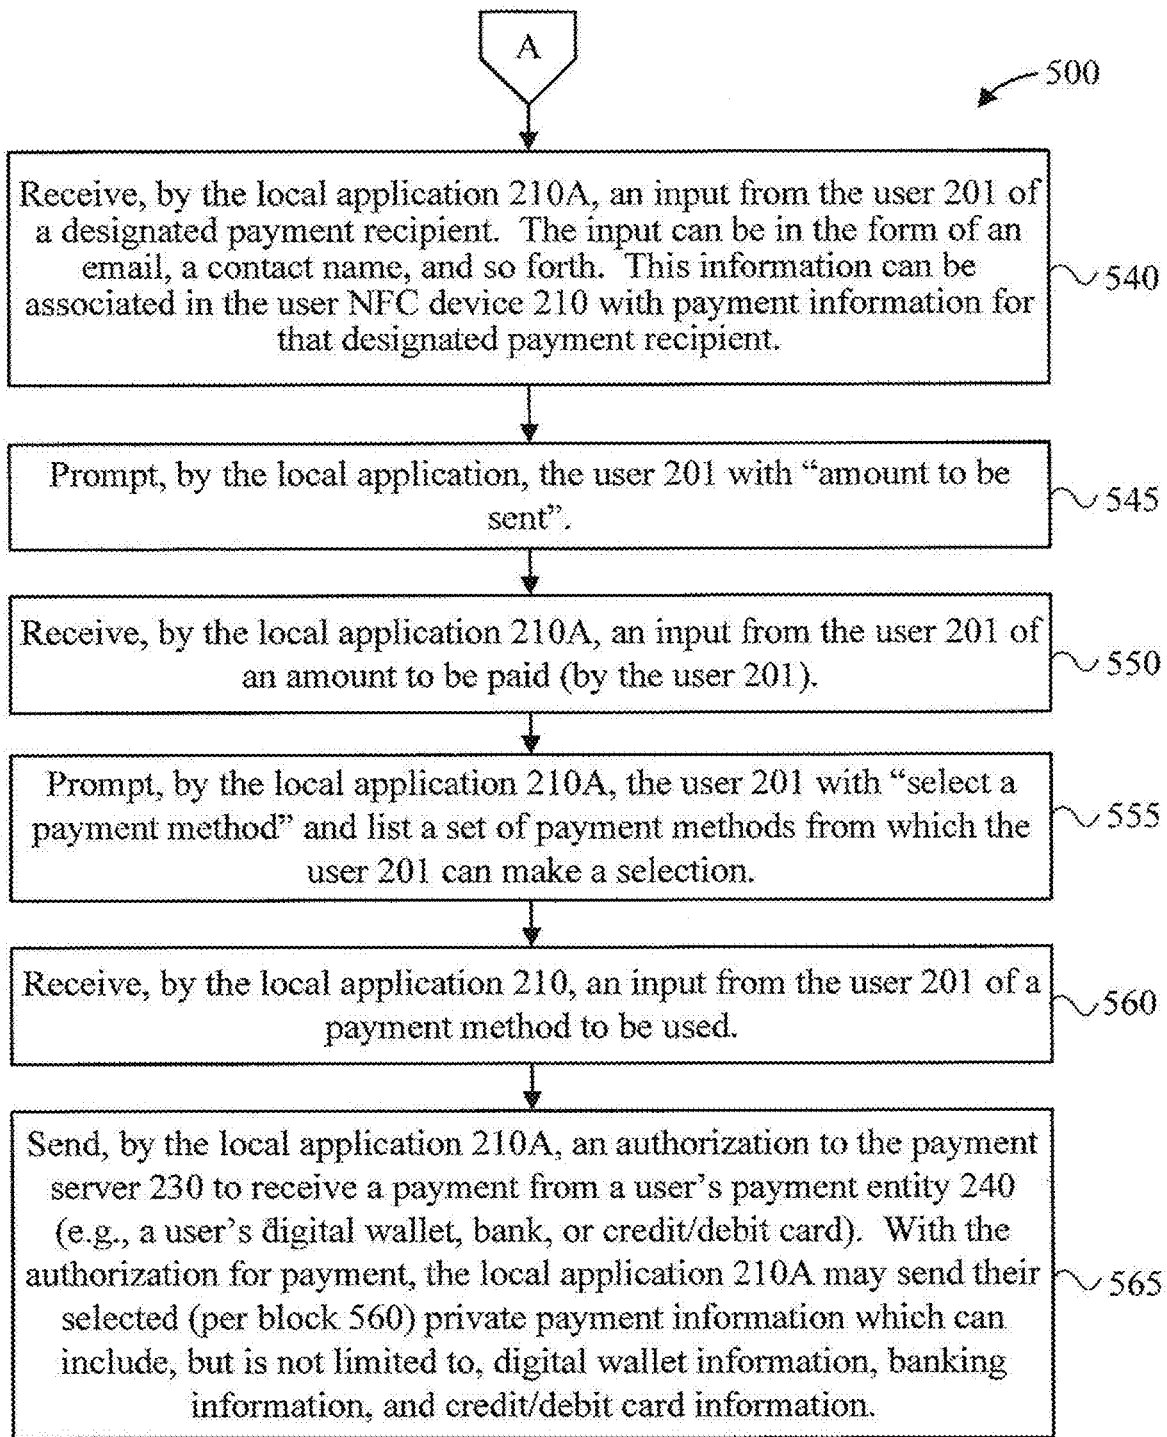 A
500
Receive, by the local application 210A, an input from the user 201 of
a designated payment recipient. The input can be in the form of an
email, a contact name, and so forth. This information can be
associated in the user NFC device 210 with payment information for
that designated payment recipient.
540
Prompt, by the local application, the user 201 with “amount to be
sent”.
545
Receive, by the local application 210A, an input from the user 201 of
an amount to be paid (by the user 201).
550
Prompt, by the local application 210A, the user 201 with “select a
payment method” and list a set of payment methods from which the
user 201 can make a selection.
555
Receive, by the local application 210, an input from the user 201 of a
payment method to be used.
560
Send, by the local application 210A, an authorization to the payment
server 230 to receive a payment from a user’s payment entity 240
(e.g., a user’s digital wallet, bank, or credit/debit card). With the
authorization for payment, the local application 210A may send their
selected (per block 560) private payment information which can
include, but is not limited to, digital wallet information, banking
information, and credit/debit card information.
565